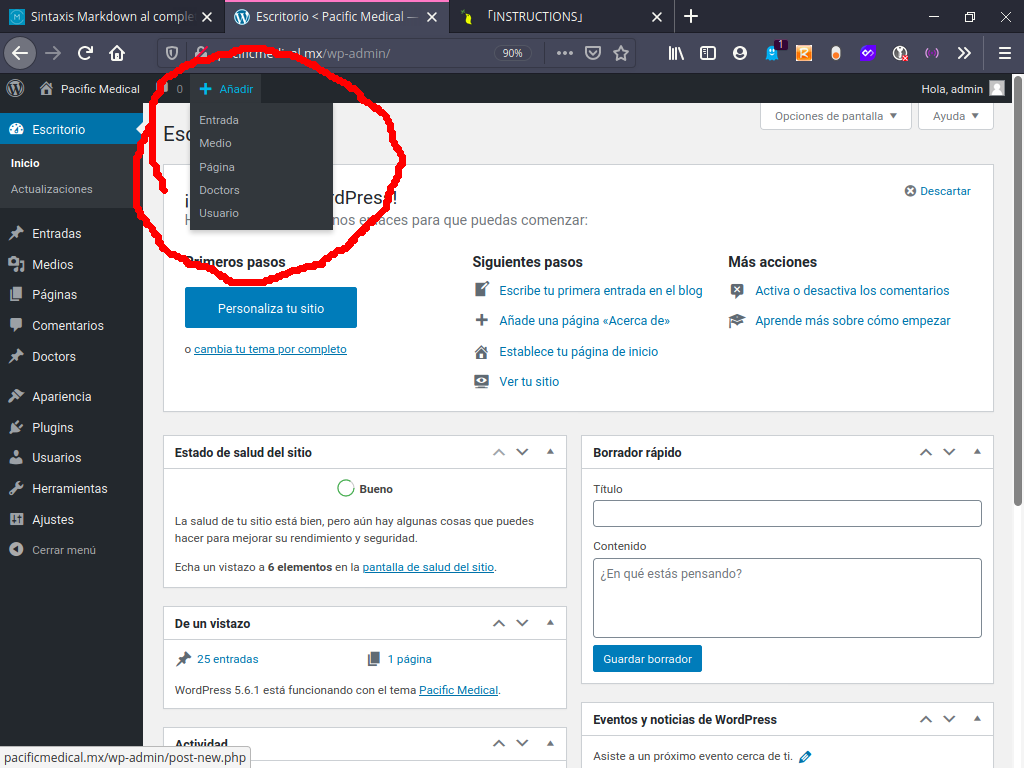 Sintaxis Markdown al comple
Escritorio < Pacific Medical —
「INSTRUCTIONS」
pacificmedical.mx/wp-admin/
90%
1
Pacific Medical
0
Añadir
Hola, admin
Entrada
Medio
Página
Doctors
Usuario
Opciones de pantalla
Ayuda
Escritorio
Inicio
Actualizaciones
Entradas
Medios
Páginas
Comentarios
Doctors
Apariencia
Plugins
Usuarios
Herramientas
Ajustes
Cerrar menú
Esc
rdPress!
nos enlaces para que puedas comenzar:
Descartar
Primeros pasos
Personaliza tu sitio
o cambia tu tema por completo
Siguientes pasos
Escribe tu primera entrada en el blog
Añade una página «Acerca de»
Establece tu página de inicio
Ver tu sitio
Más acciones
Activa o desactiva los comentarios
Aprende más sobre cómo empezar
Estado de salud del sitio
Bueno
La salud de tu sitio está bien, pero aún hay algunas cosas que puedes
hacer para mejorar su rendimiento y seguridad.
Echa un vistazo a 6 elementos en la pantalla de salud del sitio.
De un vistazo
25 entradas
1 página
WordPress 5.6.1 está funcionando con el tema Pacific Medical.
Actividad
Borrador rápido
Título
Contenido
¿En qué estás pensando?
Guardar borrador
Eventos y noticias de WordPress
Asiste a un próximo evento cerca de ti.
pacificmedical.mx/wp-admin/post-new.php